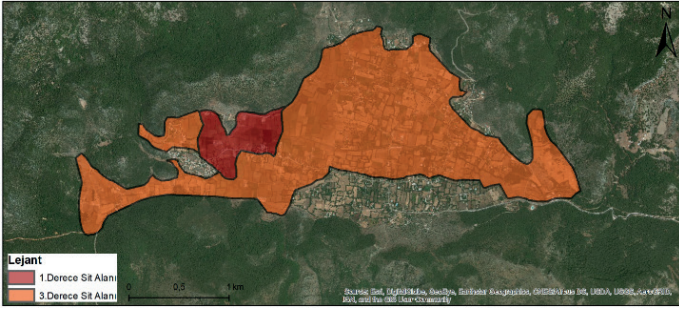 N
Lejant
1.Derece Sit Alanı
3.Derece Sit Alanı
0 0,5 1 km
Sources: Esri, DigitalGlobe, GeoEye, Earthstar Geographics, CNES/Airbus DS, USDA, USGS, AeroGRID,
IGN, and the GIS User Community